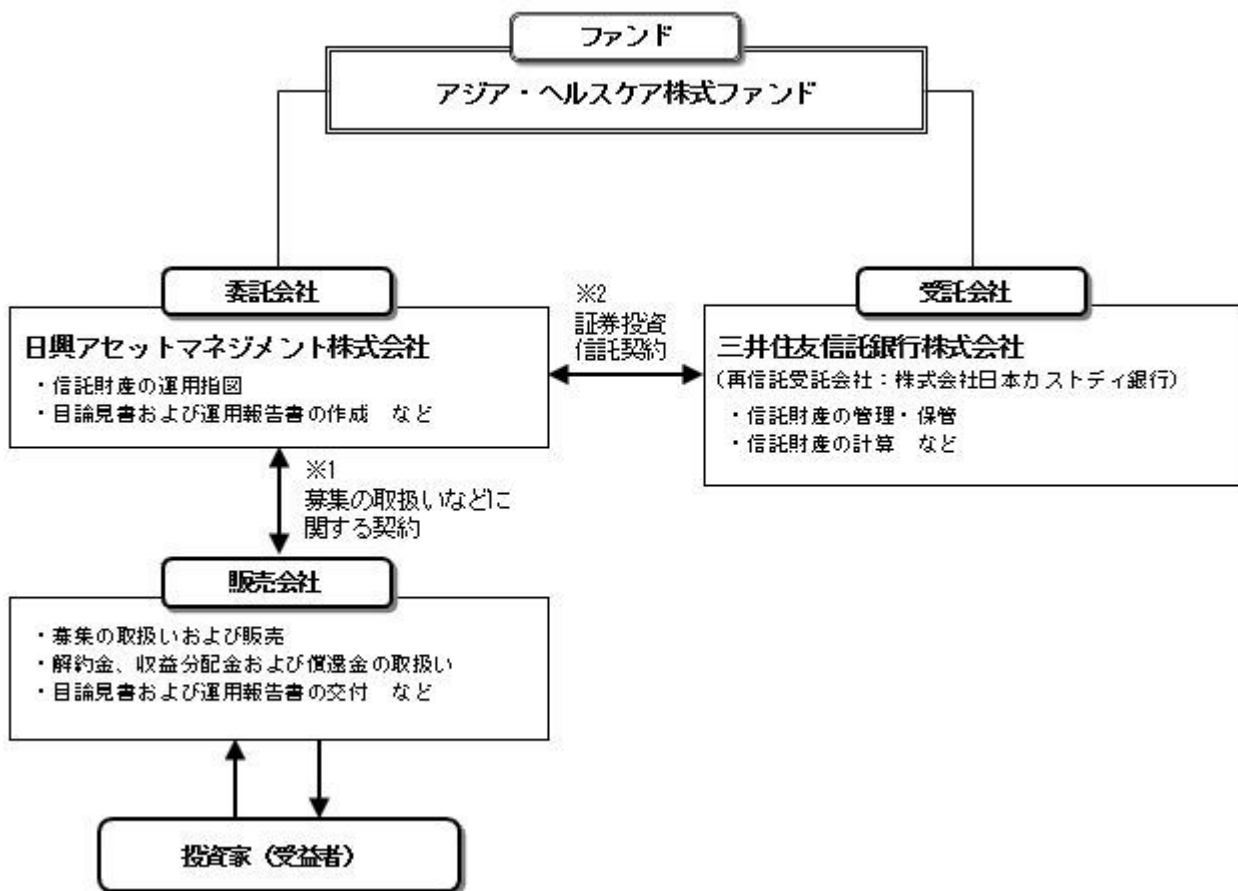 ファンド
アジア・ヘルスケア株式ファンド
委託会社
日興アセットマネジメント株式会社
・信託財産の運用指図
・目論見書および運用報告書の作成　など
※2
証券投資
信託契約
受託会社
三井住友信託銀行株式会社
(再信託受託会社：株式会社日本カストディ銀行)
・信託財産の管理・保管
・信託財産の計算　など
※1
募集の取扱いなどに
関する契約
販売会社
・募集の取扱いおよび販売
・解約金、収益分配金および償還金の取扱い
・目論見書および運用報告書の交付　など
投資家（受益者）